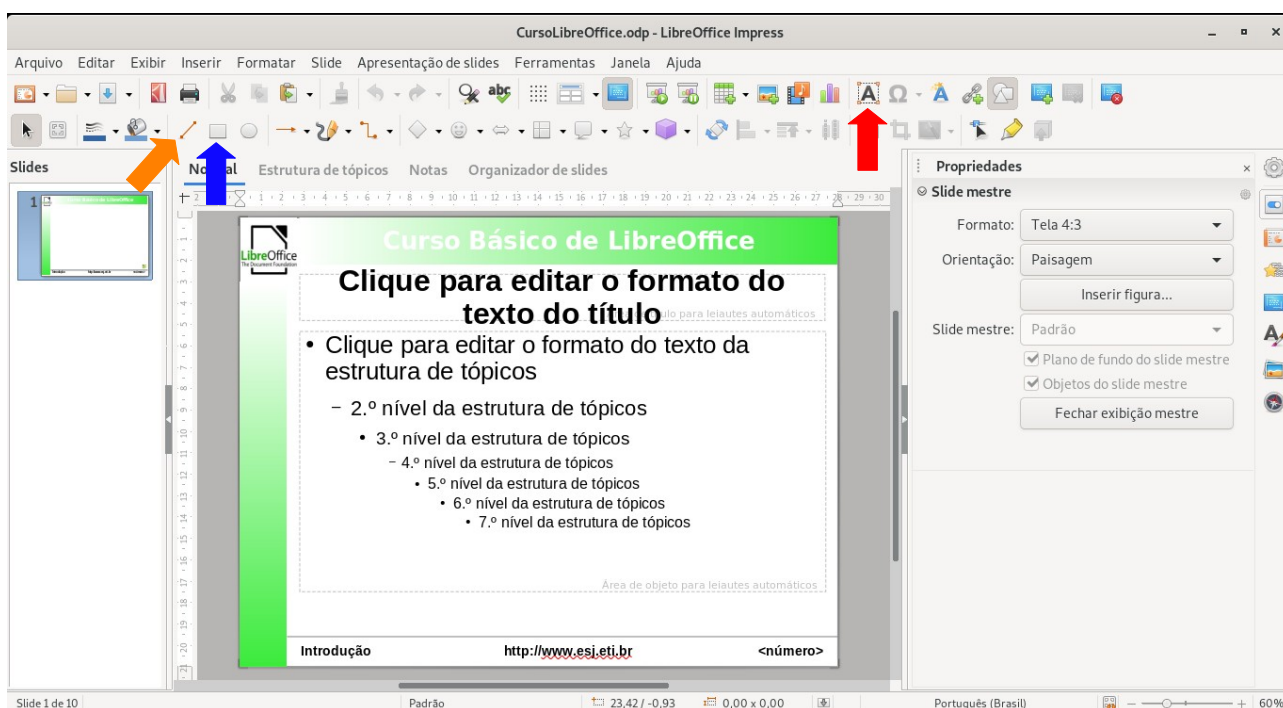 CursoLibreOffice.odp - LibreOffice Impress
Arquivo Editar Exibir Inserir Formatar Slide Apresentação de slides Ferramentas Janela Ajuda
Slides
Estrutura de tópicos Notas Organizador de slides
1
Curso Básico de LibreOffice
LibreOffice
The Document Foundation
Clique para editar o formato do
texto do título
para leiautes automáticos
• Clique para editar o formato do texto da
estrutura de tópicos
– 2.º nível da estrutura de tópicos
• 3.º nível da estrutura de tópicos
– 4.º nível da estrutura de tópicos
• 5.º nível da estrutura de tópicos
• 6.º nível da estrutura de tópicos
• 7.º nível da estrutura de tópicos
Área de objeto para leiautes automáticos
Introdução http://www.esj.eti.br <número>
Propriedades
Slide mestre
Formato: Tela 4:3
Orientação: Paisagem
Inserir figura...
Slide mestre: Padrão
Plano de fundo do slide mestre
Objetos do slide mestre
Fechar exibição mestre
Slide 1 de 10 Padrão 23,42 / -0,93 0,00 x 0,00 Português (Brasil) 60%